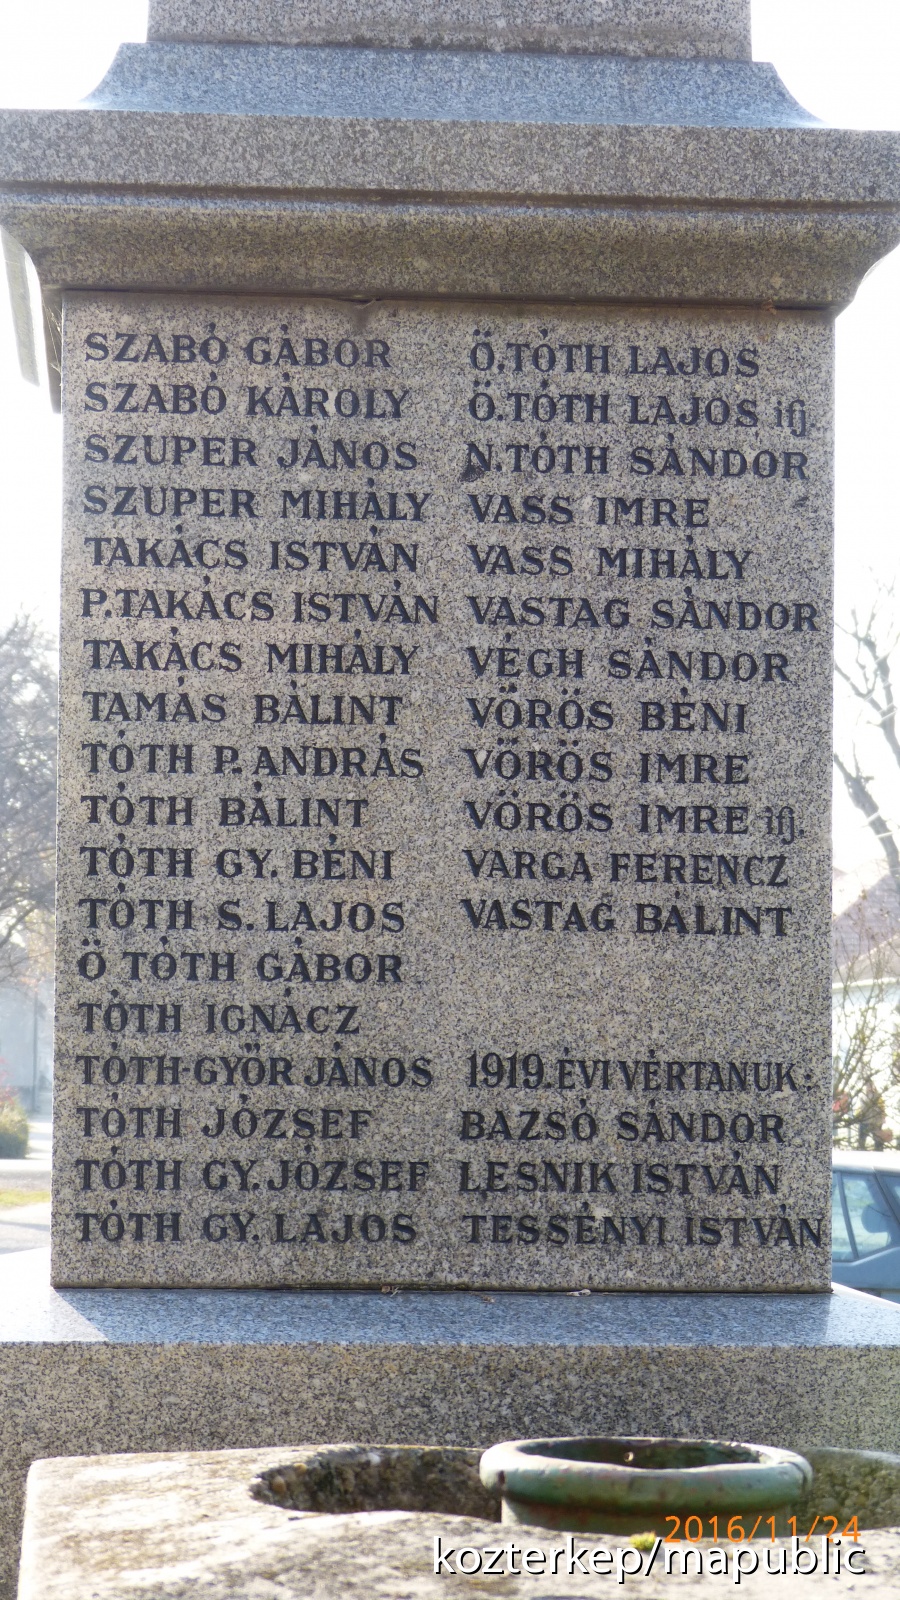 SZABÓ GÁBOR
SZABÓ KÁROLY
SZUPER JÁNOS
SZUPER MIHÁLY
TAKÁCS ISTVÁN
P.TAKÁCS ISTVÁN
TAKÁCS MIHÁLY
TAMÁS BÁLINT
TÓTH P. ANDRÁS
TÓTH BÁLINT
TÓTH GY. BÉNI
TÓTH S. LAJOS
Ö TÓTH GÁBOR
TÓTH IGNÁCZ
TÓTH-GYŐR JÁNOS
TÓTH JÓZSEF
TÓTH GY. JÓZSEF
TÓTH GY. LAJOS
Ö.TÓTH LAJOS
Ö.TÓTH LAJOS ifj.
N.TÓTH SÁNDOR
VASS IMRE
VASS MIHÁLY
VASTAG SÁNDOR
VÉGH SÁNDOR
VÖRÖS BÉNI
VÖRÖS IMRE
VÖRÖS IMRE ifj.
VARGA FERENCZ
VASTAG BÁLINT
1919. ÉVI VÉRTANUK:
BAZSÓ SÁNDOR
LESNIK ISTVÁN
TESSÉNYI ISTVÁN
2016/11/24
kozterkep/mapublic